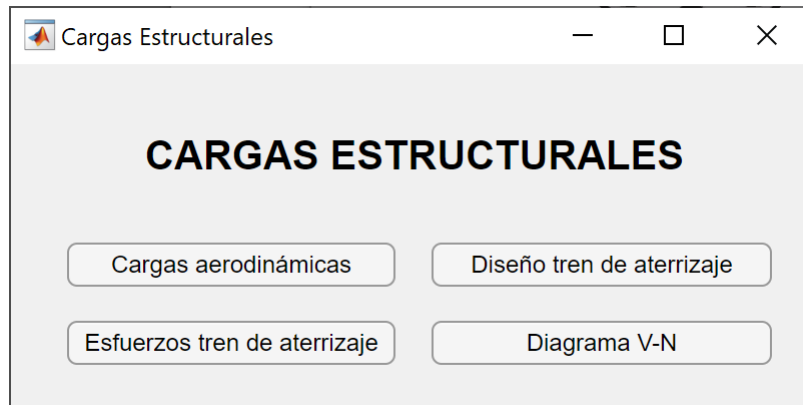 Cargas Estructurales
CARGAS ESTRUCTURALES
Cargas aerodinámicas
Diseño tren de aterrizaje
Esfuerzos tren de aterrizaje
Diagrama V-N